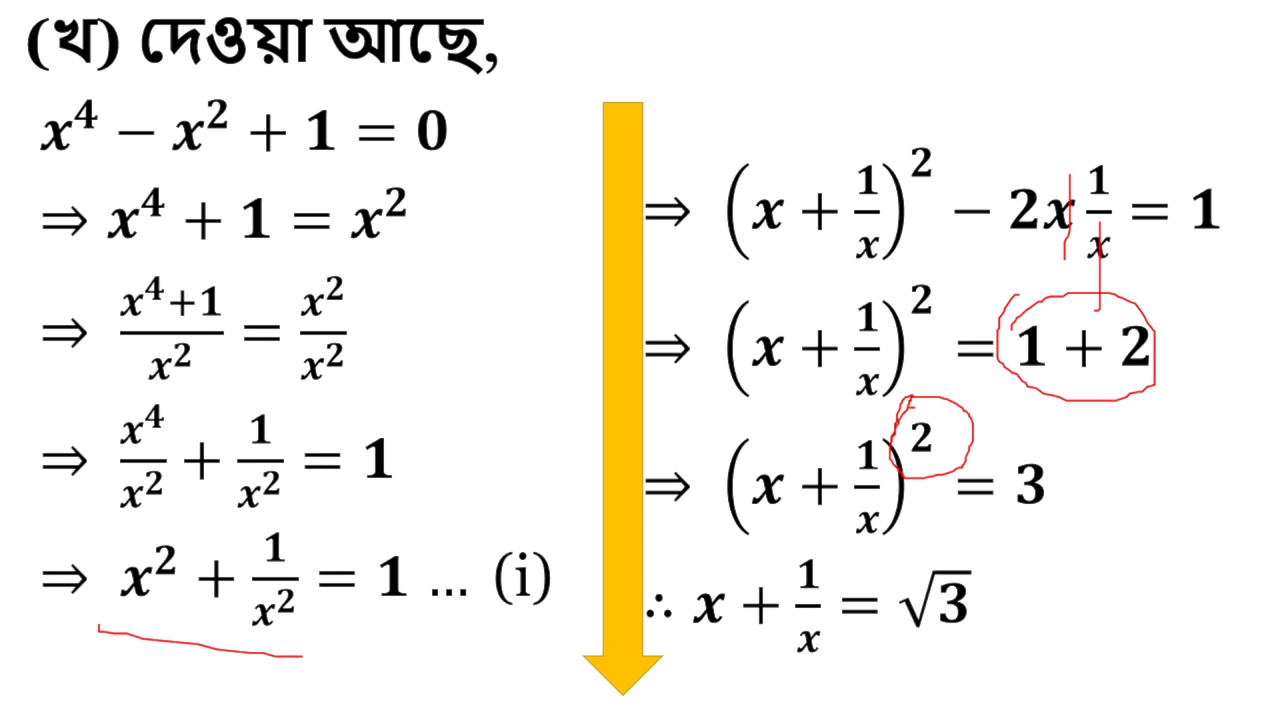 (খ) দেওয়া আছে,
x⁴ − x² + 1 = 0
⇒ x⁴ + 1 = x²
⇒ (x⁴+1)/x² = x²/x²
⇒ x⁴/x² + 1/x² = 1
⇒ x² + 1/x² = 1 ... (i)
⇒ (x + 1/x)² − 2x 1/x = 1
⇒ (x + 1/x)² = 1 + 2
⇒ (x + 1/x)² = 3
∴ x + 1/x = √3